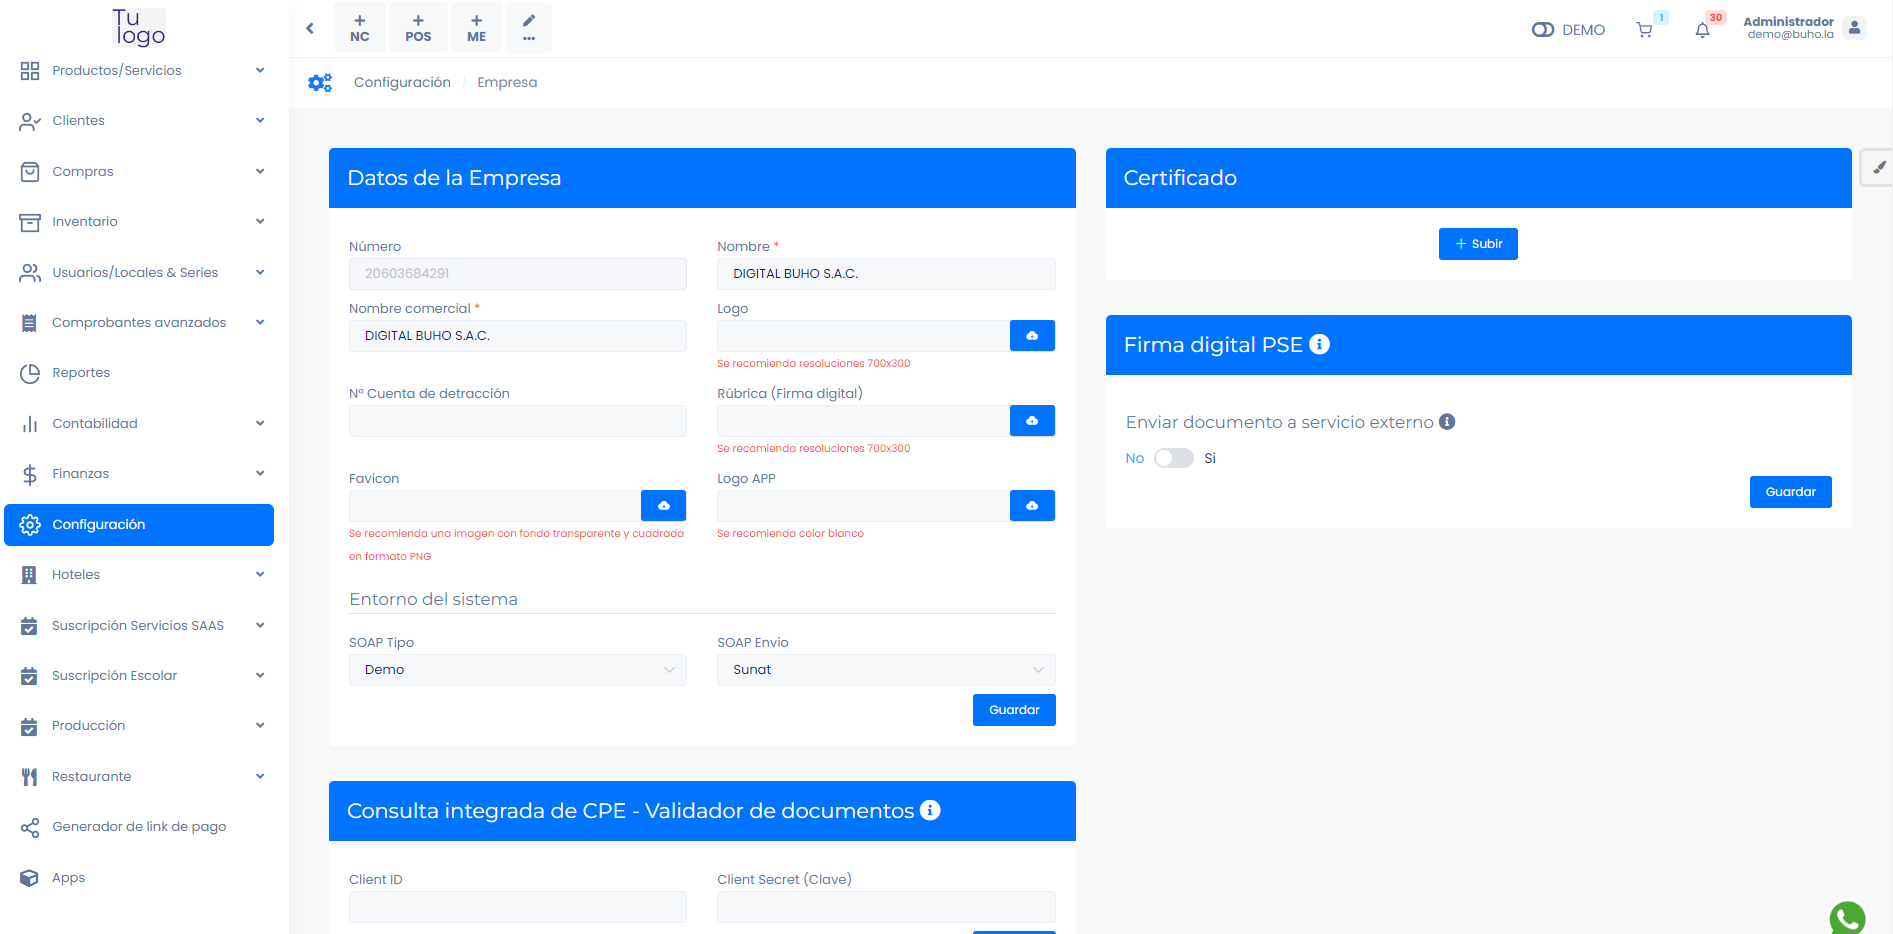 Tu
logo
Productos/Servicios
Clientes
Compras
Inventario
Usuarios/Locales & Series
Comprobantes avanzados
Reportes
Contabilidad
Finanzas
Configuración
Hoteles
Suscripción Servicios SAAS
Suscripción Escolar
Producción
Restaurante
Generador de link de pago
Apps
+ NC
+ POS
+ ME
...
DEMO
1
30
Administrador
demo@buho.la
Configuración / Empresa
Datos de la Empresa
Número
20603684291
Nombre *
DIGITAL BUHO S.A.C.
Nombre comercial *
DIGITAL BUHO S.A.C.
Logo
Se recomienda resoluciones 700x300
N° Cuenta de detracción
Rúbrica (Firma digital)
Se recomienda resoluciones 700x300
Favicon
Se recomienda una imagen con fondo transparente y cuadrada
en formato PNG
Logo APP
Se recomienda color blanco
Entorno del sistema
SOAP Tipo
Demo
SOAP Envio
Sunat
Guardar
Consulta integrada de CPE - Validador de documentos
Client ID
Client Secret (Clave)
Certificado
+ Subir
Firma digital PSE
Enviar documento a servicio externo
No Si
Guardar